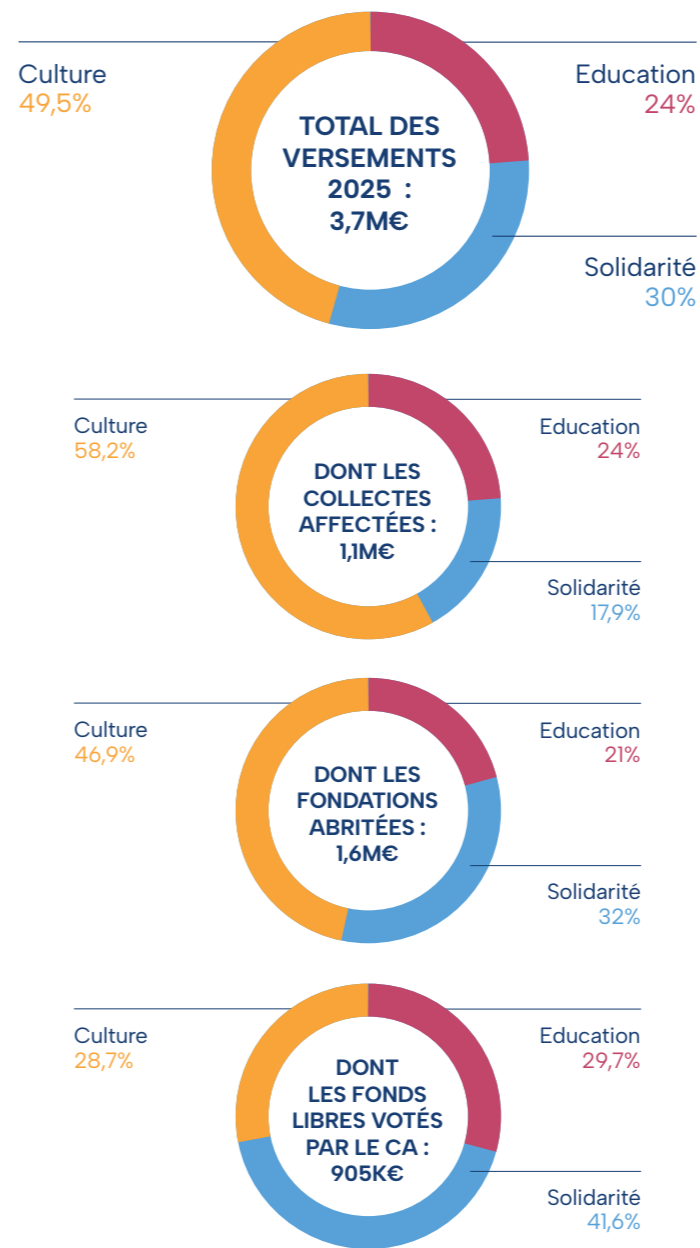 Culture
49,5%
Education
24%
TOTAL DES
VERSEMENTS
2025 :
3,7M€
Solidarité
30%
Culture
58,2%
Education
24%
DONT LES
COLLECTES
AFFECTÉES :
1,1M€
Solidarité
17,9%
Culture
46,9%
Education
21%
DONT LES
FONDATIONS
ABRITÉES :
1,6M€
Solidarité
32%
Culture
28,7%
Education
29,7%
DONT
LES FONDS
LIBRES VOTÉS
PAR LE CA :
905K€
Solidarité
41,6%